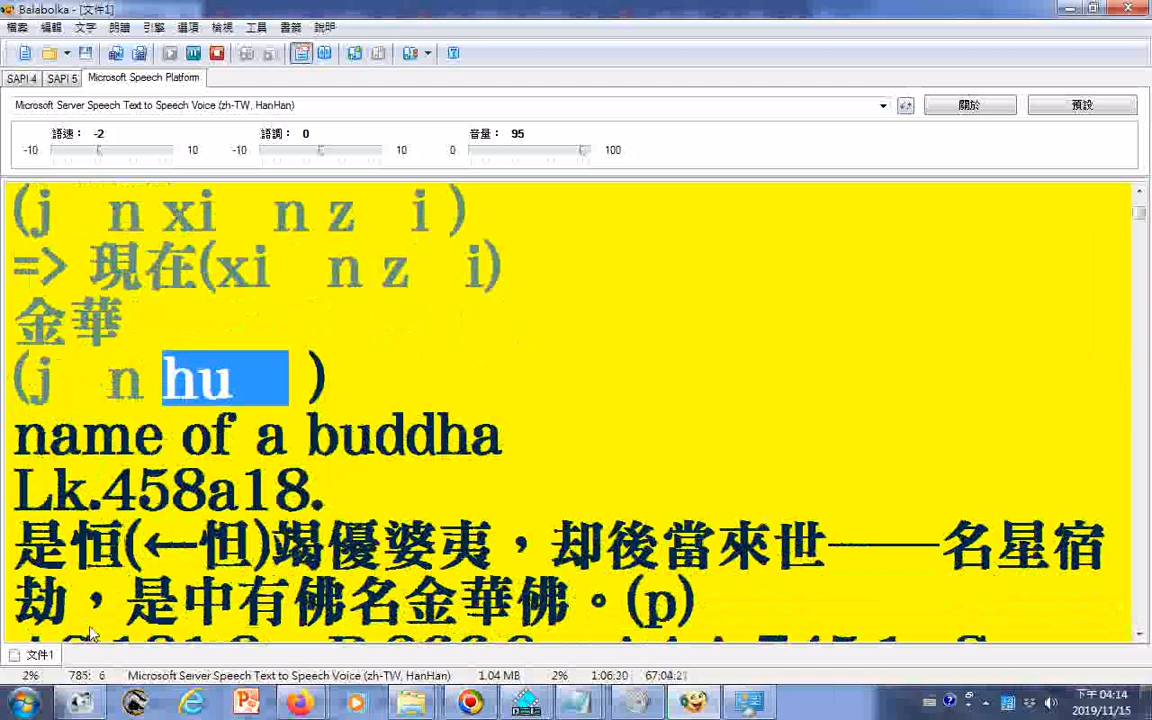 Balabolka - [文件1]
檔案 編輯 文字 朗讀 引擎 選項 檢視 工具 書籤 說明
SAPI 4 SAPI 5 Microsoft Speech Platform
Microsoft Server Speech Text to Speech Voice (zh-TW, HanHan) 關於 預設
語速： -2 語調： 0 音量： 95
-10 10 -10 10 0 100
(j n xi n z i )
=> 現在(xi n z i)
金華
(j n hu )
name of a buddha
Lk.458a18.
是恒(←怛)竭優婆夷，却後當來世——名星宿
劫，是中有佛名金華佛。(p)
文件1
2% 785: 6 Microsoft Server Speech Text to Speech Voice (zh-TW, HanHan) 1.04 MB 2% 1:06:30 67:04:21
下午 04:14
2019/11/15